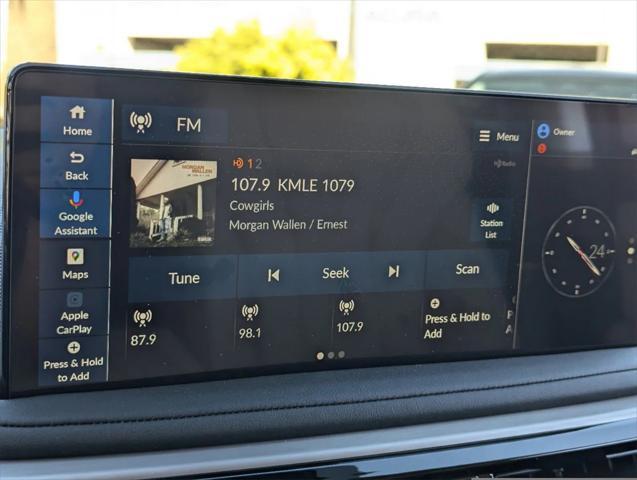 Home
Back
Google
Assistant
Maps
Apple
CarPlay
Press & Hold
to Add
FM
Menu
MORGAN
WALLEN
1 2
107.9 KMLE 1079
Cowgirls
Morgan Wallen / Ernest
Radio
Station
List
Tune
Seek
Scan
87.9
98.1
107.9
Press & Hold to
Add
P
A
Owner
24